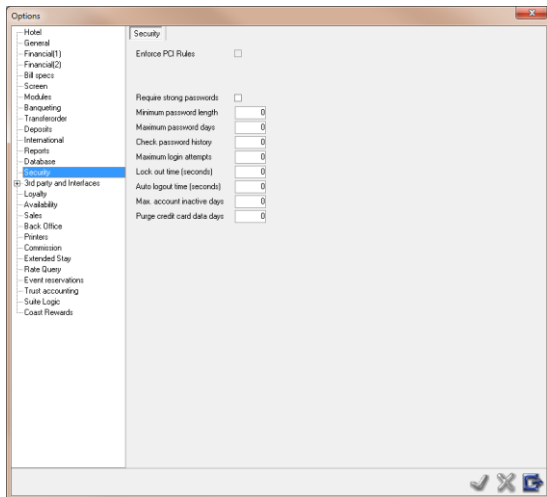 Options
Hotel
General
Financial(1)
Financial(2)
Bill specs
Screen
Modules
Banqueting
Transferorder
Deposits
International
Reports
Database
Security
3rd party and Interfaces
Loyalty
Availability
Sales
Back Office
Printers
Commission
Extended Stay
Rate Query
Event reservations
Trust accounting
Suite Logic
Coast Rewards
Security
Enforce PCI Rules
Require strong passwords
Minimum password length 0
Maximum password days 0
Check password history 0
Maximum login attempts 0
Lock out time (seconds) 0
Auto logout time (seconds) 0
Max. account inactive days 0
Purge credit card data days 0